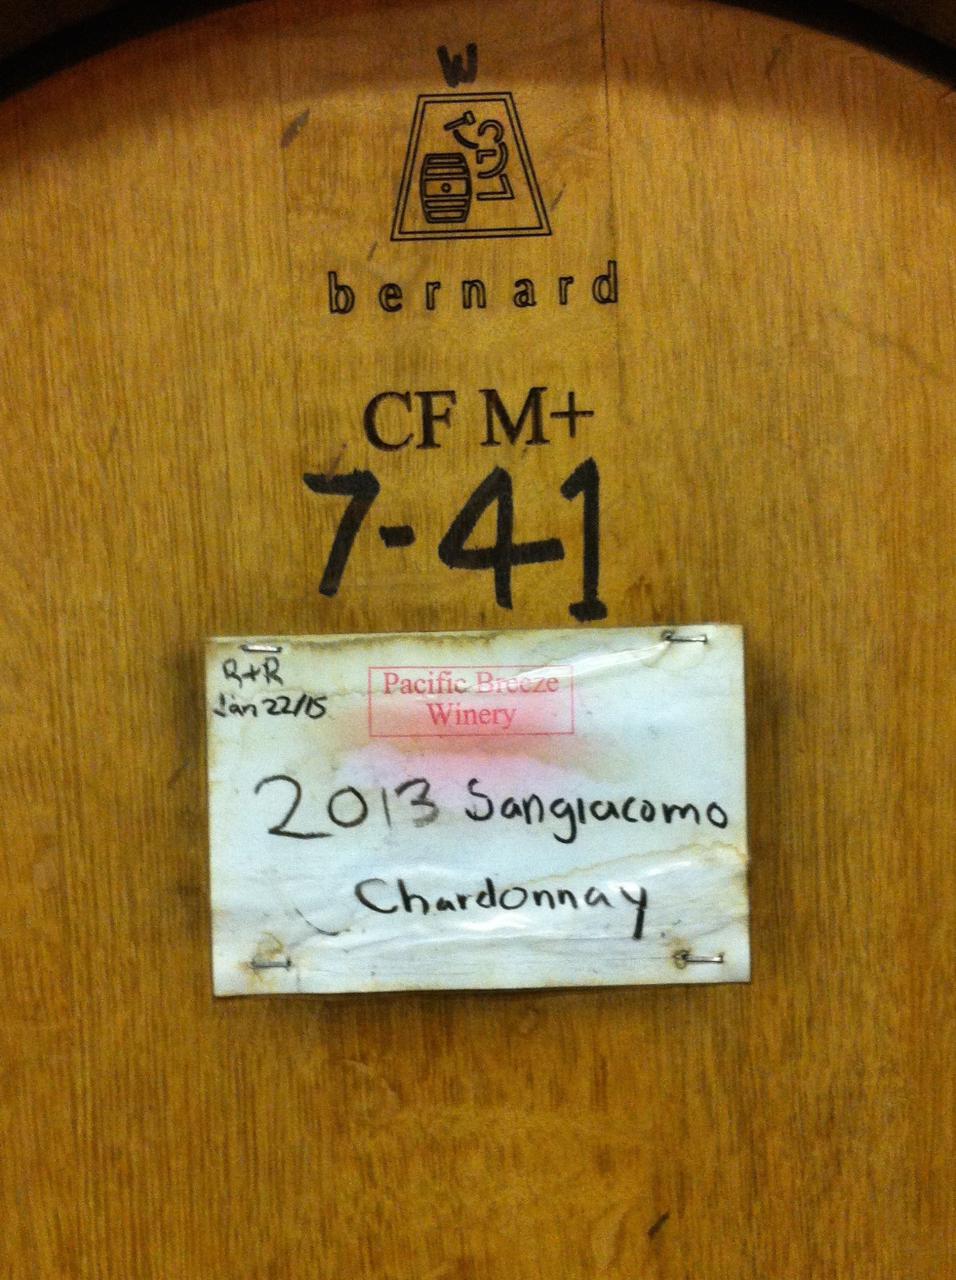 W
bernard
CF M+
7-41
R+R
Jan 22/15
Pacific Breeze
Winery
2013 Sangiacomo
Chardonnay